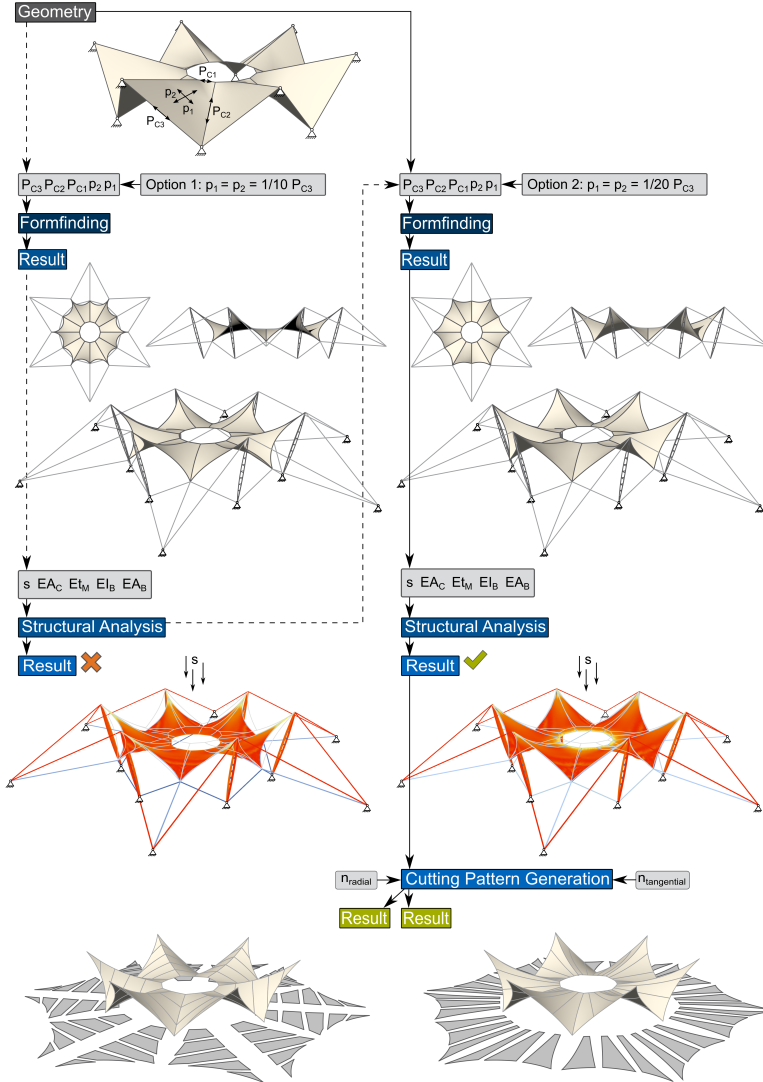 Geometry
P_C1
p_2
p_1
P_C2
P_C3
P_C3 P_C2 P_C1 p_2 p_1
Option 1: p_1 = p_2 = 1/10 P_C3
P_C3 P_C2 P_C1 p_2 p_1
Option 2: p_1 = p_2 = 1/20 P_C3
Formfinding
Formfinding
Result
Result
s EA_C Et_M EI_B EA_B
s EA_C Et_M EI_B EA_B
Structural Analysis
Structural Analysis
Result
s
Result
s
n_radial
Cutting Pattern Generation
n_tangential
Result
Result